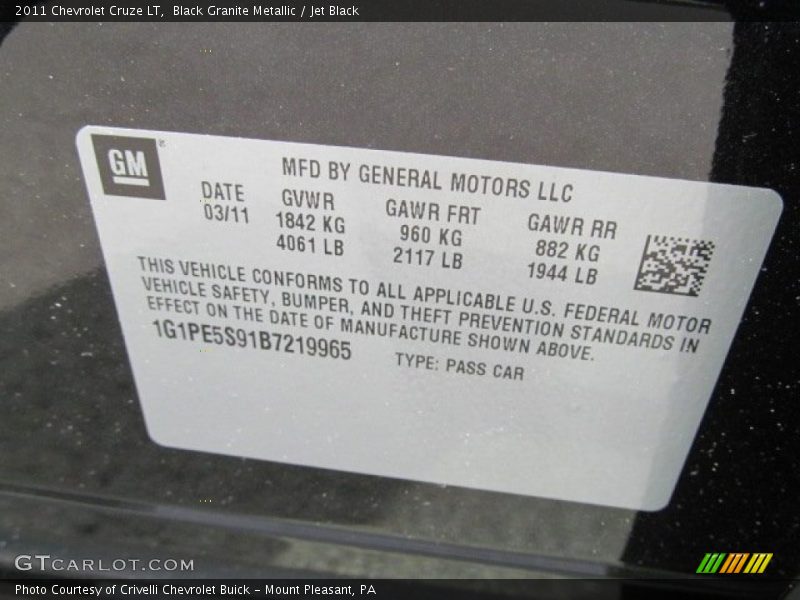 2011 Chevrolet Cruze LT, Black Granite Metallic / Jet Black
GM®
MFD BY GENERAL MOTORS LLC
DATE GVWR GAWR FRT GAWR RR
03/11 1842 KG 960 KG 882 KG
4061 LB 2117 LB 1944 LB
THIS VEHICLE CONFORMS TO ALL APPLICABLE U.S. FEDERAL MOTOR
VEHICLE SAFETY, BUMPER, AND THEFT PREVENTION STANDARDS IN
EFFECT ON THE DATE OF MANUFACTURE SHOWN ABOVE.
1G1PE5S91B7219965 TYPE: PASS CAR
GTCARLOT.COM
Photo Courtesy of Crivelli Chevrolet Buick - Mount Pleasant, PA